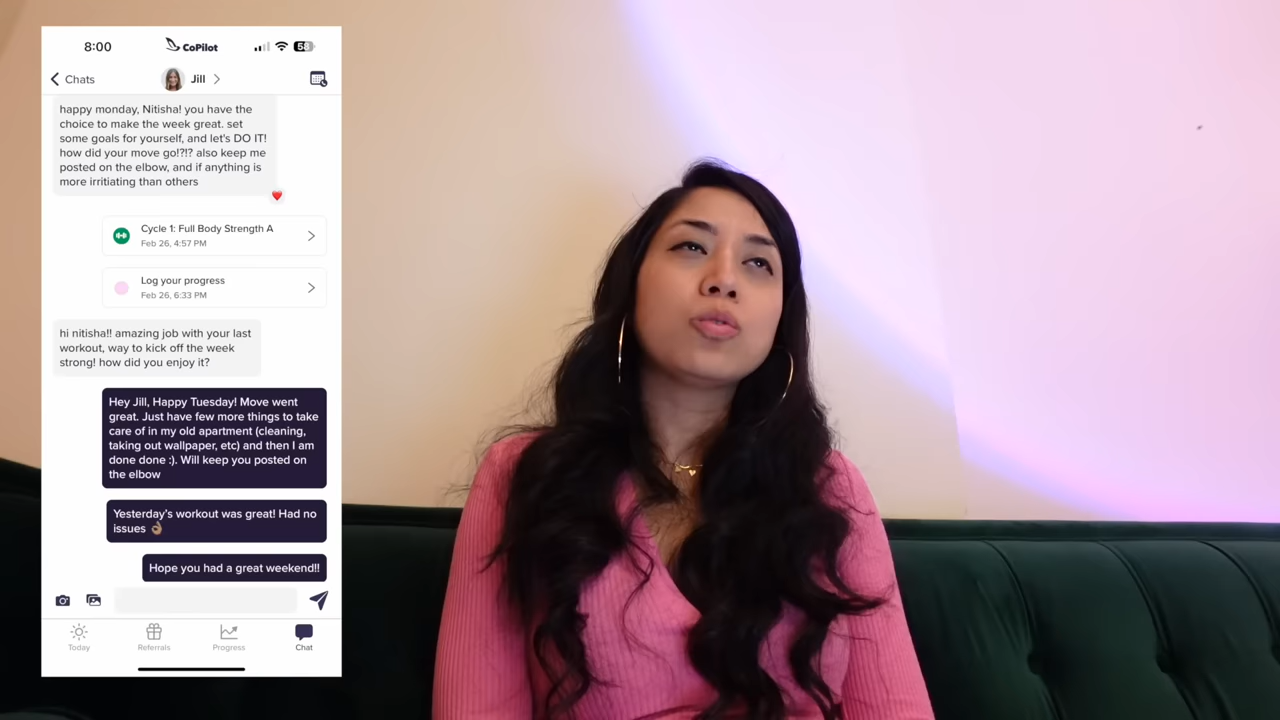 8:00
CoPilot
58
Chats
Jill
happy monday, Nitisha! you have the
choice to make the week great. set
some goals for yourself, and let's DO IT!
how did your move go!?!? also keep me
posted on the elbow, and if anything is
more irritiating than others
Cycle 1: Full Body Strength A
Feb 26, 4:57 PM
Log your progress
Feb 26, 6:33 PM
hi nitisha!! amazing job with your last
workout, way to kick off the week
strong! how did you enjoy it?
Hey Jill, Happy Tuesday! Move went
great. Just have few more things to take
care of in my old apartment (cleaning,
taking out wallpaper, etc) and then I am
done done :). Will keep you posted on
the elbow
Yesterday's workout was great! Had no
issues 👌🏽
Hope you had a great weekend!!
Today
Referrals
Progress
Chat